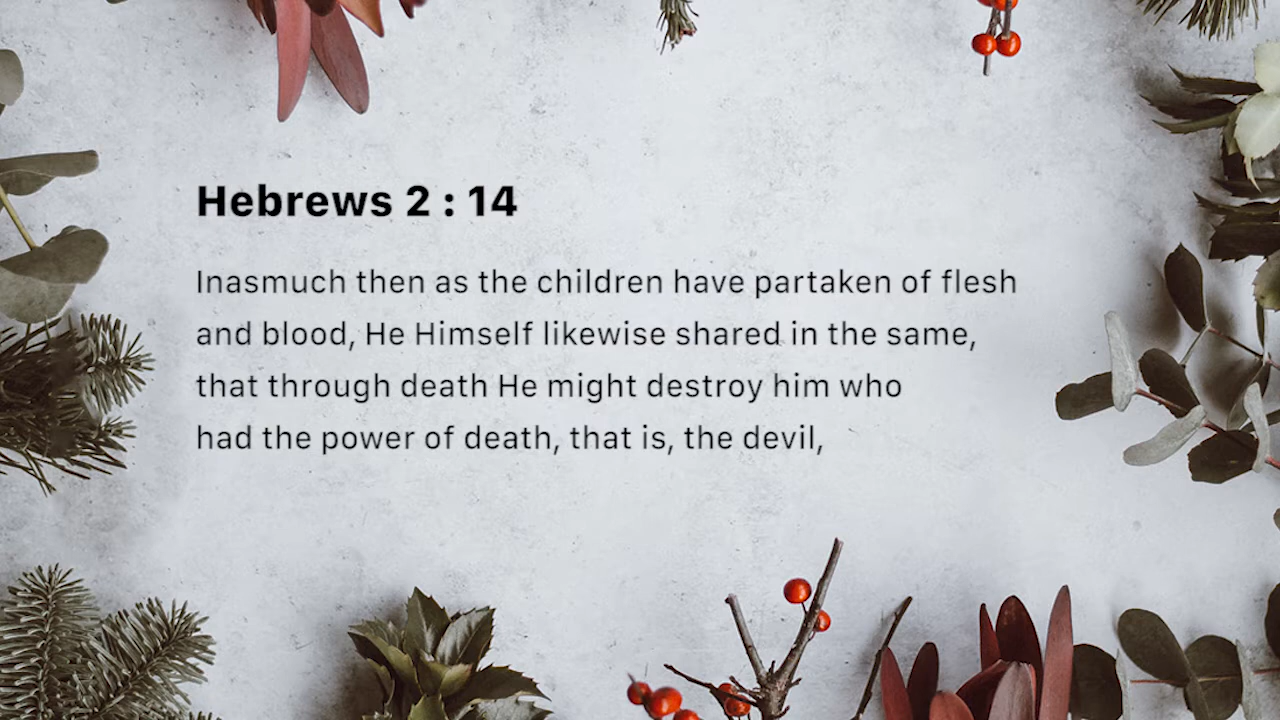 Hebrews 2 : 14
Inasmuch then as the children have partaken of flesh
and blood, He Himself likewise shared in the same,
that through death He might destroy him who
had the power of death, that is, the devil,